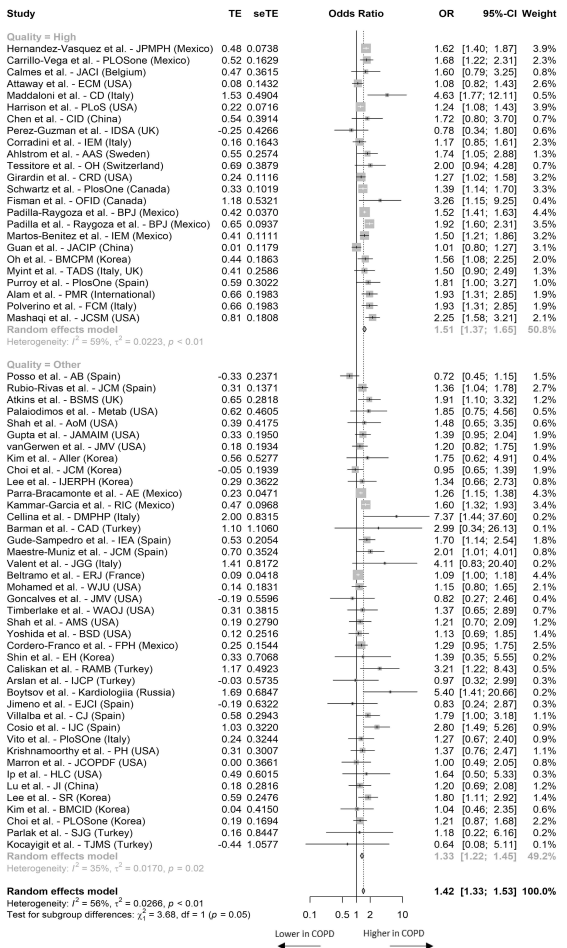 Study TE seTE Odds Ratio OR 95%-CI Weight
Quality = High
Hernandez-Vasquez et al. - JPMPH (Mexico) 0.48 0.0738 1.62 [1.40; 1.87] 3.9%
Carrillo-Vega et al. - PLOSone (Mexico) 0.52 0.1629 1.68 [1.22; 2.31] 2.3%
Calmes et al. - JACI (Belgium) 0.47 0.3615 1.60 [0.79; 3.25] 0.8%
Attaway et al. - ECM (USA) 0.08 0.1432 1.08 [0.82; 1.43] 2.6%
Maddaloni et al. - CD (Italy) 1.53 0.4904 4.63 [1.77; 12.11] 0.5%
Harrison et al. - PLoS (USA) 0.22 0.0716 1.24 [1.08; 1.43] 3.9%
Chen et al. - CID (China) 0.54 0.3914 1.72 [0.80; 3.70] 0.7%
Perez-Guzman et al. - IDSA (UK) -0.25 0.4266 0.78 [0.34; 1.80] 0.6%
Corradini et al. - IEM (Italy) 0.16 0.1643 1.17 [0.85; 1.61] 2.3%
Ahlstrom et al. - AAS (Sweden) 0.55 0.2574 1.74 [1.05; 2.88] 1.3%
Tessitore et al. - OH (Switzerland) 0.69 0.3879 2.00 [0.94; 4.28] 0.7%
Girardin et al. - CRD (USA) 0.24 0.1116 1.27 [1.02; 1.58] 3.2%
Schwartz et al. - PlosOne (Canada) 0.33 0.1019 1.39 [1.14; 1.70] 3.3%
Fisman et al. - OFID (Canada) 1.18 0.5321 3.26 [1.15; 9.25] 0.4%
Padilla-Raygoza et al. - BPJ (Mexico) 0.42 0.0370 1.52 [1.41; 1.63] 4.4%
Padilla - Raygoza et al. - BPJ (Mexico) 0.65 0.0937 1.92 [1.60; 2.31] 3.5%
Martos-Benitez et al. - IEM (Mexico) 0.41 0.1111 1.50 [1.21; 1.86] 3.2%
Guan et al. - JACIP (China) 0.01 0.1179 1.01 [0.80; 1.27] 3.1%
Oh et al. - BMCPM (Korea) 0.44 0.1863 1.56 [1.08; 2.25] 2.0%
Myint et al. - TADS (Italy, UK) 0.41 0.2586 1.50 [0.90; 2.49] 1.3%
Purroy et al. - PlosOne (Spain) 0.59 0.3022 1.81 [1.00; 3.27] 1.0%
Alam et al. - PMR (International) 0.66 0.1983 1.93 [1.31; 2.85] 1.9%
Polverino et al. - FCM (Italy) 0.66 0.1983 1.93 [1.31; 2.85] 1.9%
Mashaqi et al. - JCSM (USA) 0.81 0.1808 2.25 [1.58; 3.21] 2.1%
Random effects model 1.51 [1.37; 1.65] 50.8%
Heterogeneity: I² = 59%, τ² = 0.0223, p < 0.01
Quality = Other
Posso et al. - AB (Spain) -0.33 0.2371 0.72 [0.45; 1.15] 1.5%
Rubio-Rivas et al. - JCM (Spain) 0.31 0.1371 1.36 [1.04; 1.78] 2.7%
Atkins et al. - BSMS (UK) 0.65 0.2818 1.91 [1.10; 3.32] 1.2%
Palaiodimos et al. - Metab (USA) 0.62 0.4605 1.85 [0.75; 4.56] 0.5%
Shah et al. - AoM (USA) 0.39 0.4175 1.48 [0.65; 3.35] 0.6%
Gupta et al. - JAMAIM (USA) 0.33 0.1950 1.39 [0.95; 2.04] 1.9%
vanGerwen et al. - JMV (USA) 0.18 0.1934 1.20 [0.82; 1.75] 1.9%
Kim et al. - Aller (Korea) 0.56 0.5277 1.75 [0.62; 4.91] 0.4%
Choi et al. - JCM (Korea) -0.05 0.1939 0.95 [0.65; 1.39] 1.9%
Lee et al. - IJERPH (Korea) 0.29 0.3622 1.34 [0.66; 2.73] 0.8%
Parra-Bracamonte et al. - AE (Mexico) 0.23 0.0471 1.26 [1.15; 1.38] 4.3%
Kammar-Garcia et al. - RIC (Mexico) 0.47 0.0968 1.60 [1.32; 1.93] 3.4%
Cellina et al. - DMPHP (Italy) 2.00 0.8315 7.37 [1.44; 37.60] 0.2%
Barman et al. - CAD (Turkey) 1.10 1.1060 2.99 [0.34; 26.13] 0.1%
Gude-Sampedro et al. - IEA (Spain) 0.53 0.2054 1.70 [1.14; 2.54] 1.8%
Maestre-Muniz et al. - JCM (Spain) 0.70 0.3524 2.01 [1.01; 4.01] 0.8%
Valent et al. - JGG (Italy) 1.41 0.8172 4.11 [0.83; 20.40] 0.2%
Beltramo et al. - ERJ (France) 0.09 0.0418 1.09 [1.00; 1.18] 4.4%
Mohamed et al. - WJU (USA) 0.14 0.1831 1.15 [0.80; 1.65] 2.1%
Goncalves et al. - JMV (USA) -0.19 0.5596 0.82 [0.27; 2.46] 0.4%
Timberlake et al. - WAOJ (USA) 0.31 0.3815 1.37 [0.65; 2.89] 0.7%
Shah et al. - AMS (USA) 0.19 0.2790 1.21 [0.70; 2.09] 1.2%
Yoshida et al. - BSD (USA) 0.12 0.2516 1.13 [0.69; 1.85] 1.4%
Cordero-Franco et al. - FPH (Mexico) 0.25 0.1544 1.29 [0.95; 1.75] 2.5%
Shin et al. - EH (Korea) 0.33 0.7068 1.39 [0.35; 5.55] 0.2%
Caliskan et al. - RAMB (Turkey) 1.17 0.4923 3.21 [1.22; 8.43] 0.5%
Arslan et al. - IJCP (Turkey) -0.03 0.5735 0.97 [0.32; 2.99] 0.4%
Boytsov et al. - Kardiologiia (Russia) 1.69 0.6847 5.40 [1.41; 20.66] 0.2%
Jimeno et al. - EJCI (Spain) -0.19 0.6322 0.83 [0.24; 2.87] 0.3%
Villalba et al. - CJ (Spain) 0.58 0.2943 1.79 [1.00; 3.18] 1.1%
Cosio et al. - IJC (Spain) 1.03 0.3220 2.80 [1.49; 5.26] 0.9%
Vito et al. - PloSOne (Italy) 0.24 0.3244 1.27 [0.67; 2.40] 0.9%
Krishnamoorthy et al. - PH (USA) 0.31 0.3007 1.37 [0.76; 2.47] 1.1%
Marron et al. - JCOPDF (USA) 0.00 0.3661 1.00 [0.49; 2.05] 0.8%
Ip et al. - HLC (USA) 0.49 0.6015 1.64 [0.50; 5.33] 0.3%
Lu et al. - JI (China) 0.18 0.2816 1.20 [0.69; 2.08] 1.2%
Lee et al. - SR (Korea) 0.59 0.2476 1.80 [1.11; 2.92] 1.4%
Kim et al. - BMCID (Korea) 0.04 0.4150 1.04 [0.46; 2.35] 0.6%
Choi et al. - PLOSone (Korea) 0.19 0.1694 1.21 [0.87; 1.68] 2.2%
Parlak et al. - SJG (Turkey) 0.16 0.8447 1.18 [0.22; 6.16] 0.2%
Kocayigit et al. - TJMS (Turkey) -0.44 1.0577 0.64 [0.08; 5.11] 0.1%
Random effects model 1.33 [1.22; 1.45] 49.2%
Heterogeneity: I² = 35%, τ² = 0.0170, p = 0.02
Random effects model 1.42 [1.33; 1.53] 100.0%
Heterogeneity: I² = 56%, τ² = 0.0266, p < 0.01
Test for subgroup differences: χ²₁ = 3.68, df = 1 (p = 0.05)
0.1 0.5 1 2 10
Lower in COPD Higher in COPD